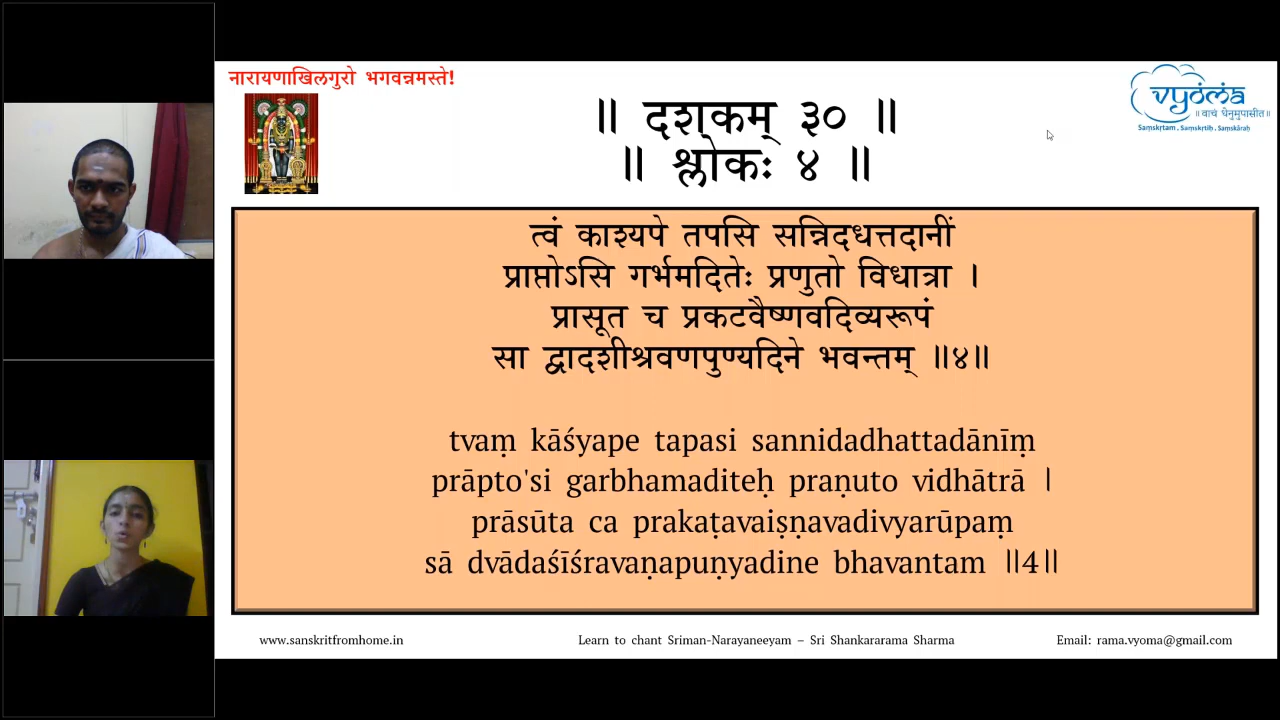 नारायणाखिलगुरो भगवन्नमस्ते!
॥ दशकम् ३० ॥
॥ श्लोकः ४ ॥
vyoma
॥ वाचं धेनुमुपासीत ॥
Saṃskṛtam . Saṃskṛtiḥ . Saṃskāraḥ
त्वं काश्यपे तपसि सन्निदधत्तदानीं
प्राप्तोऽसि गर्भमदितेः प्रणुतो विधात्रा ।
प्रासूत च प्रकटवैष्णवदिव्यरूपं
सा द्वादशीश्रवणपुण्यदिने भवन्तम् ॥४॥
tvaṃ kāśyape tapasi sannidadhattadānīṃ
prāpto'si garbhamaditeḥ praṇuto vidhātrā ।
prāsūta ca prakaṭavaiṣṇavadivyarūpaṃ
sā dvādaśīśravaṇapuṇyadine bhavantam ॥4॥
www.sanskritfromhome.in
Learn to chant Sriman-Narayaneeyam – Sri Shankararama Sharma
Email: rama.vyoma@gmail.com